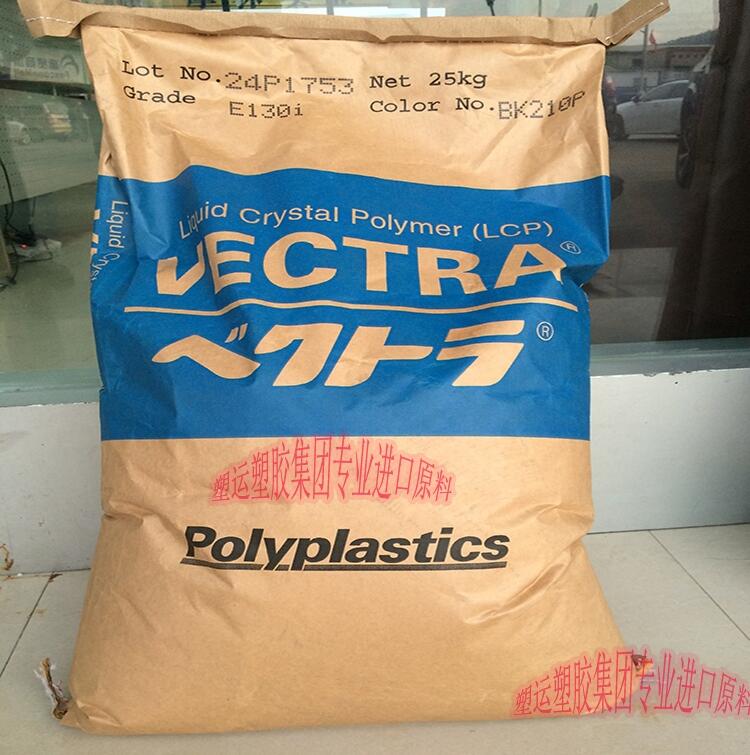 Lot No. 24P1753 Net 25kg
Grade E130i Color No. BK210P
Liquid Crystal Polymer (LCP)
Liquid Cryst
VECTRA®
ベクトラ®
塑运塑胶集团专业进口原料
Polyplastics
塑运塑胶集团专业进口原料